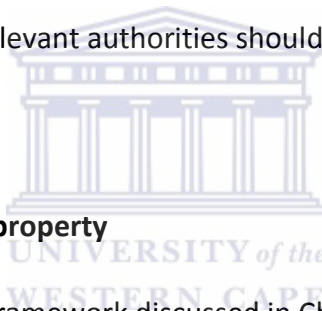 levant authorities should
property
UNIVERSITY of the
ramework discussed in Ch
WESTERN CAPE